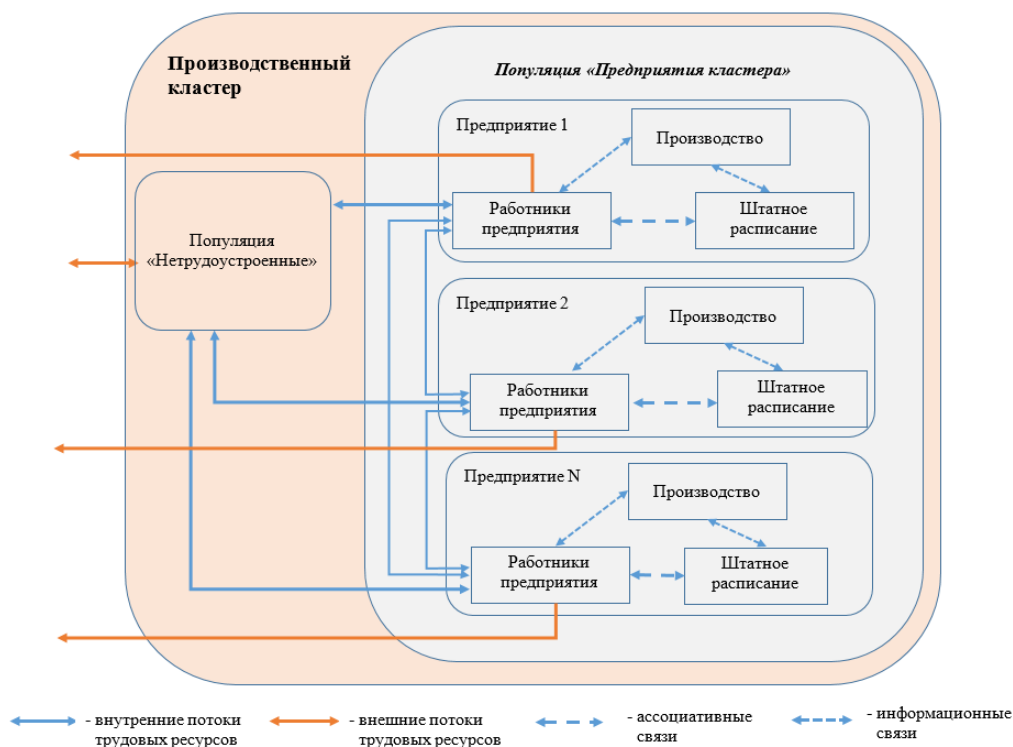 Производственный
кластер
Популяция «Предприятия кластера»
Предприятие 1
Производство
Работники
предприятия
Штатное
расписание
Популяция
«Нетрудоустроенные»
Предприятие 2
Производство
Работники
предприятия
Штатное
расписание
Предприятие N
Производство
Работники
предприятия
Штатное
расписание
- внутренние потоки
трудовых ресурсов
- внешние потоки
трудовых ресурсов
- ассоциативные
связи
- информационные
связи